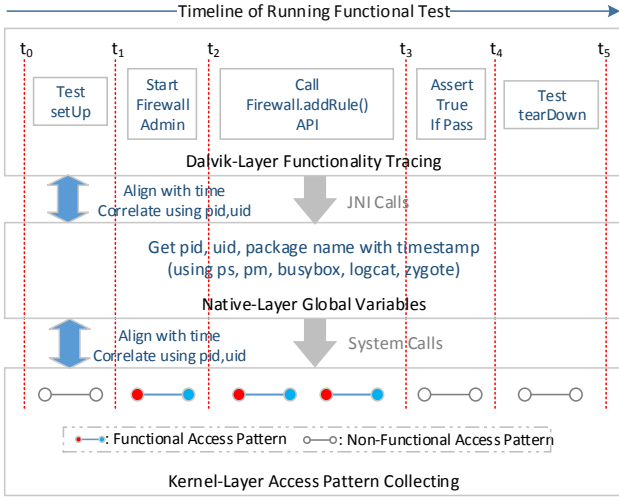 Timeline of Running Functional Test
t0 t1 t2 t3 t4 t5
Test
setUp
Start
Firewall
Admin
Call
Firewall.addRule()
API
Assert
True
If Pass
Test
tearDown
Dalvik-Layer Functionality Tracing
Align with time
Correlate using pid,uid
JNI Calls
Get pid, uid, package name with timestamp
(using ps, pm, busybox, logcat, zygote)
Native-Layer Global Variables
Align with time
Correlate using pid,uid
System Calls
: Functional Access Pattern
: Non-Functional Access Pattern
Kernel-Layer Access Pattern Collecting